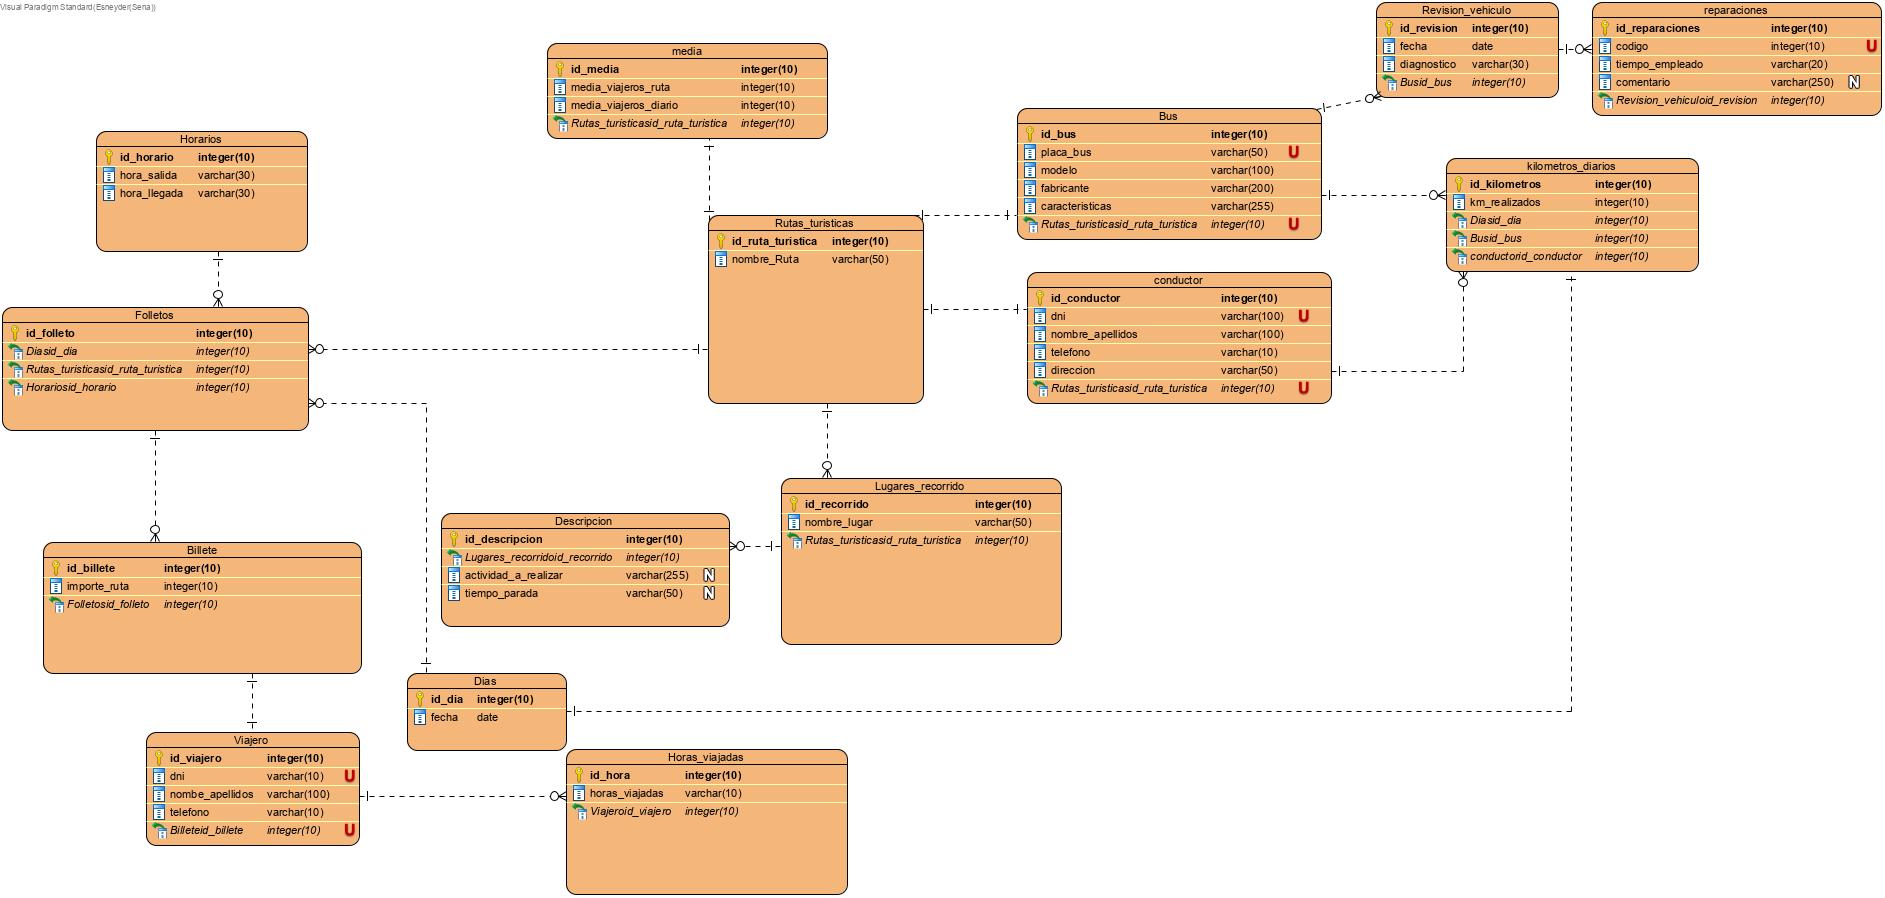 Visual Paradigm Standard(Esneyder(Sena))
Revision_vehiculo
id_revision integer(10)
fecha date
diagnostico varchar(30)
Busid_bus integer(10)
reparaciones
id_reparaciones integer(10)
codigo integer(10) U
tiempo_empleado varchar(20)
comentario varchar(250) N
Revision_vehiculoid_revision integer(10)
media
id_media integer(10)
media_viajeros_ruta integer(10)
media_viajeros_diario integer(10)
Rutas_turisticasid_ruta_turistica integer(10)
Bus
id_bus integer(10)
placa_bus varchar(50) U
modelo varchar(100)
fabricante varchar(200)
caracteristicas varchar(255)
Rutas_turisticasid_ruta_turistica integer(10) U
Horarios
id_horario integer(10)
hora_salida varchar(30)
hora_llegada varchar(30)
kilometros_diarios
id_kilometros integer(10)
km_realizados integer(10)
Diasid_dia integer(10)
Busid_bus integer(10)
conductorid_conductor integer(10)
Rutas_turisticas
id_ruta_turistica integer(10)
nombre_Ruta varchar(50)
conductor
id_conductor integer(10)
dni varchar(100) U
nombre_apellidos varchar(100)
telefono varchar(10)
direccion varchar(50)
Rutas_turisticasid_ruta_turistica integer(10) U
Folletos
id_folleto integer(10)
Diasid_dia integer(10)
Rutas_turisticasid_ruta_turistica integer(10)
Horariosid_horario integer(10)
Lugares_recorrido
id_recorrido integer(10)
nombre_lugar varchar(50)
Rutas_turisticasid_ruta_turistica integer(10)
Descripcion
id_descripcion integer(10)
Lugares_recorridoid_recorrido integer(10)
actividad_a_realizar varchar(255) N
tiempo_parada varchar(50) N
Billete
id_billete integer(10)
importe_ruta integer(10)
Folletosid_folleto integer(10)
Dias
id_dia integer(10)
fecha date
Viajero
id_viajero integer(10)
dni varchar(10) U
nombe_apellidos varchar(100)
telefono varchar(10)
Billeteid_billete integer(10) U
Horas_viajadas
id_hora integer(10)
horas_viajadas varchar(10)
Viajeroid_viajero integer(10)